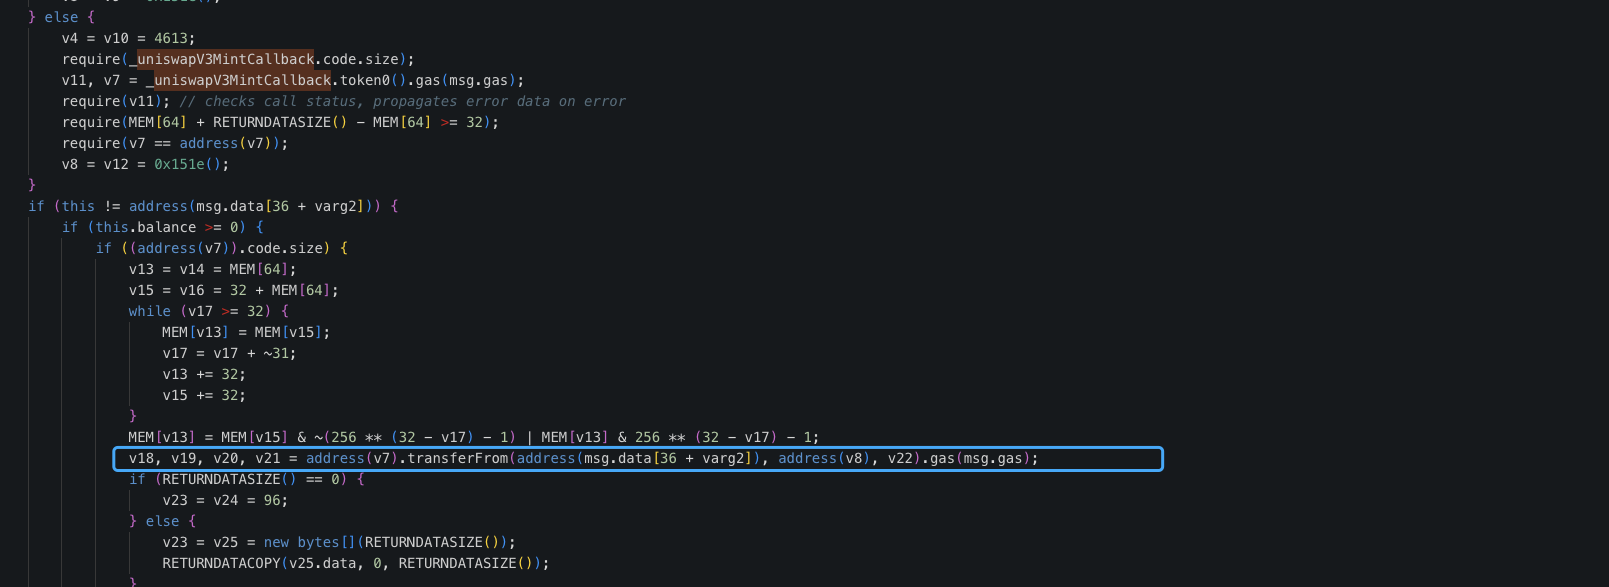 } else {
v4 = v10 = 4613;
require(_uniswapV3MintCallback.code.size);
v11, v7 = _uniswapV3MintCallback.token0().gas(msg.gas);
require(v11); // checks call status, propagates error data on error
require(MEM[64] + RETURNDATASIZE() - MEM[64] >= 32);
require(v7 == address(v7));
v8 = v12 = 0x151e();
}
if (this != address(msg.data[36 + varg2])) {
if (this.balance >= 0) {
if ((address(v7)).code.size) {
v13 = v14 = MEM[64];
v15 = v16 = 32 + MEM[64];
while (v17 >= 32) {
MEM[v13] = MEM[v15];
v17 = v17 + ~31;
v13 += 32;
v15 += 32;
}
MEM[v13] = MEM[v15] & ~(256 ** (32 - v17) - 1) | MEM[v13] & 256 ** (32 - v17) - 1;
v18, v19, v20, v21 = address(v7).transferFrom(address(msg.data[36 + varg2]), address(v8), v22).gas(msg.gas);
if (RETURNDATASIZE() == 0) {
v23 = v24 = 96;
} else {
v23 = v25 = new bytes[](RETURNDATASIZE());
RETURNDATACOPY(v25.data, 0, RETURNDATASIZE());
}